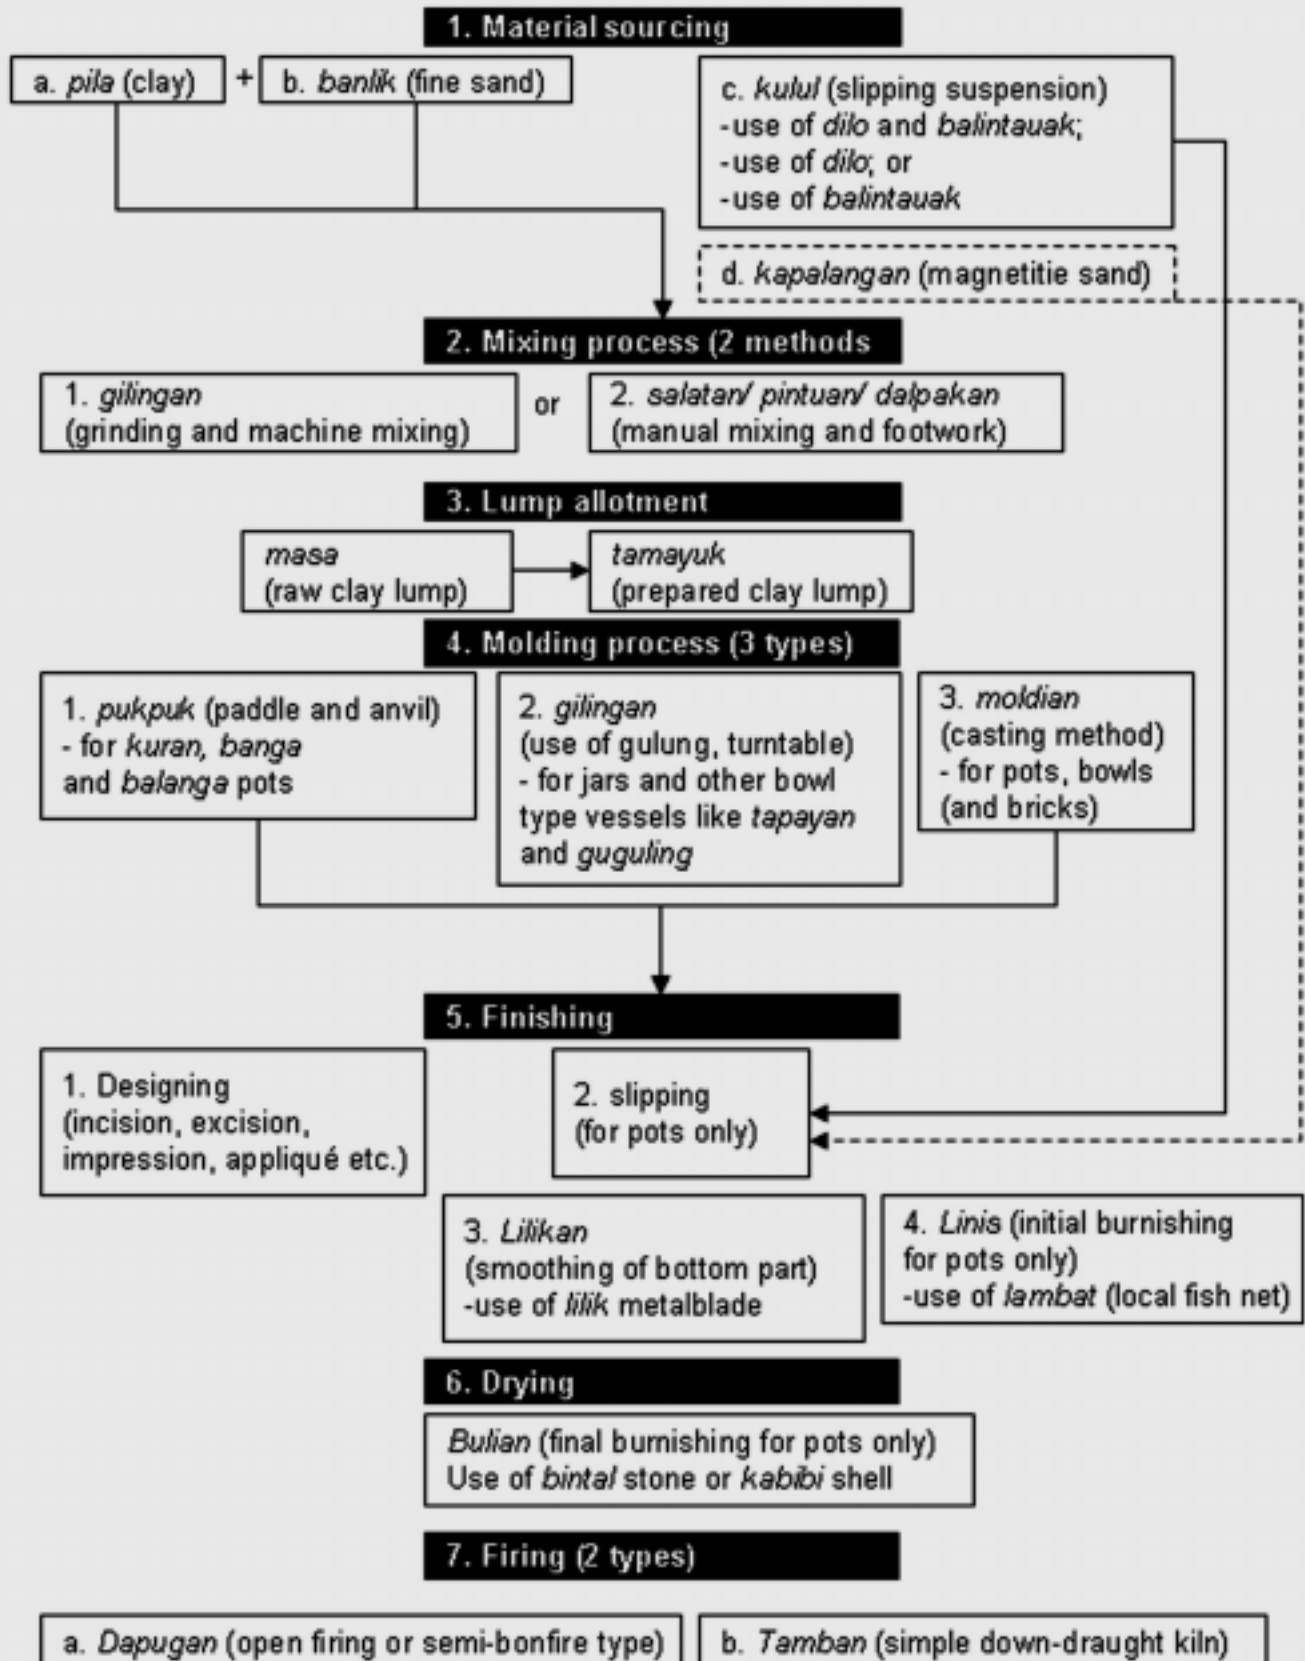 1. Material sourcing
a. pila (clay) + b. banlik (fine sand)
c. kulul (slipping suspension)
-use of dilo and balintauak;
-use of dilo; or
-use of balintauak
d. kapalangan (magnetitie sand)
2. Mixing process (2 methods
1. gilingan
(grinding and machine mixing)
or
2. salatan/ pintuan/ dalpakan
(manual mixing and footwork)
3. Lump allotment
masa
(raw clay lump)
tamayuk
(prepared clay lump)
4. Molding process (3 types)
1. pukpuk (paddle and anvil)
- for kuran, banga
and balanga pots
2. gilingan
(use of gulung, turntable)
- for jars and other bowl
type vessels like tapayan
and guguling
3. moldian
(casting method)
- for pots, bowls
(and bricks)
5. Finishing
1. Designing
(incision, excision,
impression, appliqué etc.)
2. slipping
(for pots only)
3. Lilikan
(smoothing of bottom part)
-use of lilik metalblade
4. Linis (initial burnishing
for pots only)
-use of lambat (local fish net)
6. Drying
Bulian (final burnishing for pots only)
Use of bintal stone or kabibi shell
7. Firing (2 types)
a. Dapugan (open firing or semi-bonfire type)
b. Tamban (simple down-draught kiln)